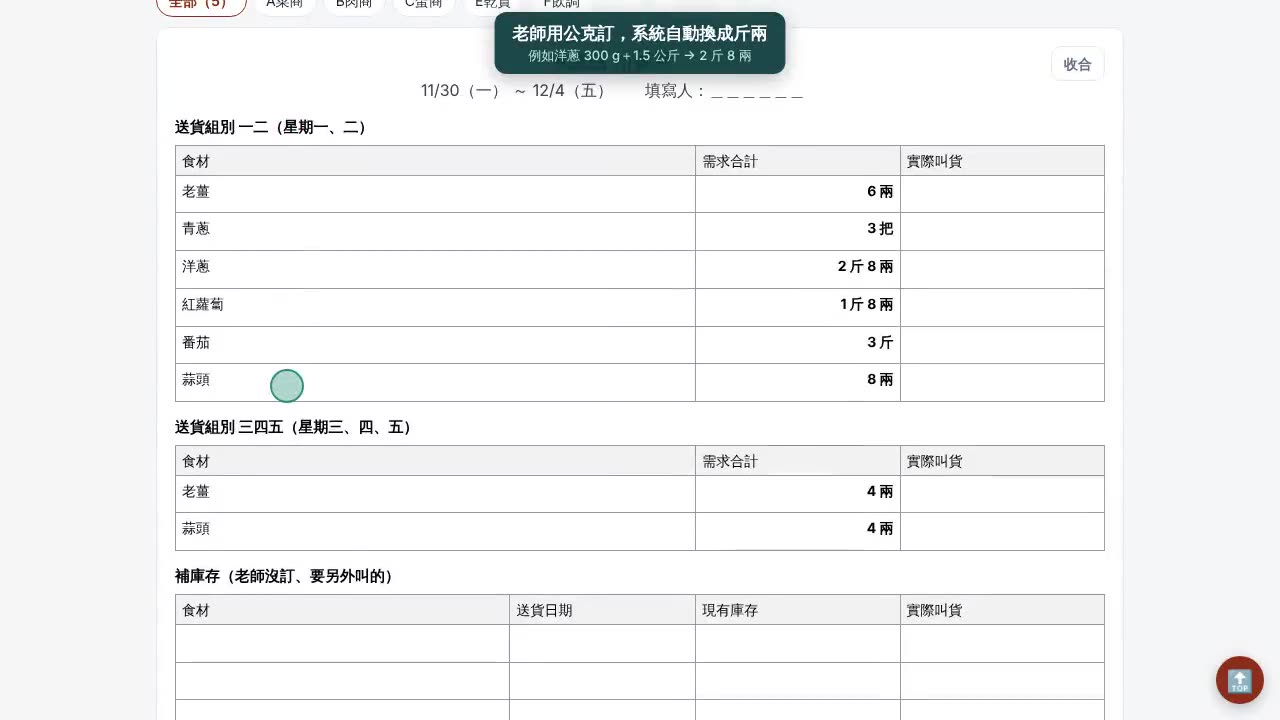 全部（5） A菜商 B肉商 C蛋商 E乾貨 F飲調
老師用公克訂，系統自動換成斤兩
例如洋蔥 300 g＋1.5 公斤 → 2 斤 8 兩
收合
11/30（一） ～ 12/4（五） 填寫人：＿＿＿＿＿＿
送貨組別 一二（星期一、二）
食材 需求合計 實際叫貨
老薑 6 兩
青蔥 3 把
洋蔥 2 斤 8 兩
紅蘿蔔 1 斤 8 兩
番茄 3 斤
蒜頭 8 兩
送貨組別 三四五（星期三、四、五）
食材 需求合計 實際叫貨
老薑 4 兩
蒜頭 4 兩
補庫存（老師沒訂、要另外叫的）
食材 送貨日期 現有庫存 實際叫貨
TOP